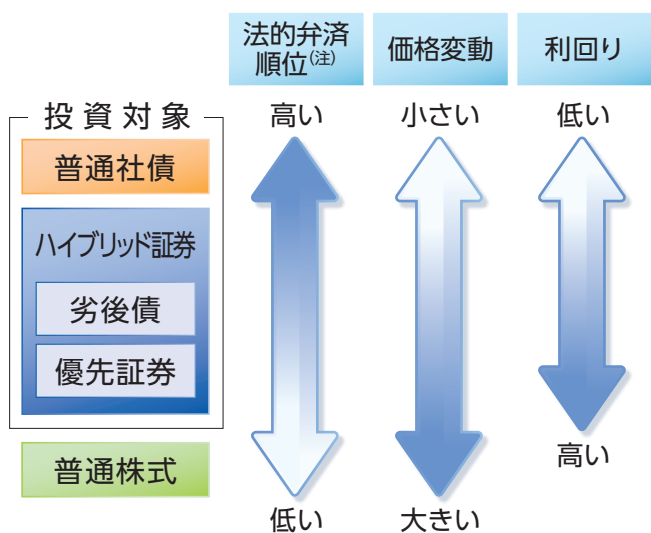 法的弁済
順位(注)
価格変動
利回り
投資対象
高い
小さい
低い
普通社債
ハイブリッド証券
劣後債
優先証券
普通株式
高い
低い
大きい